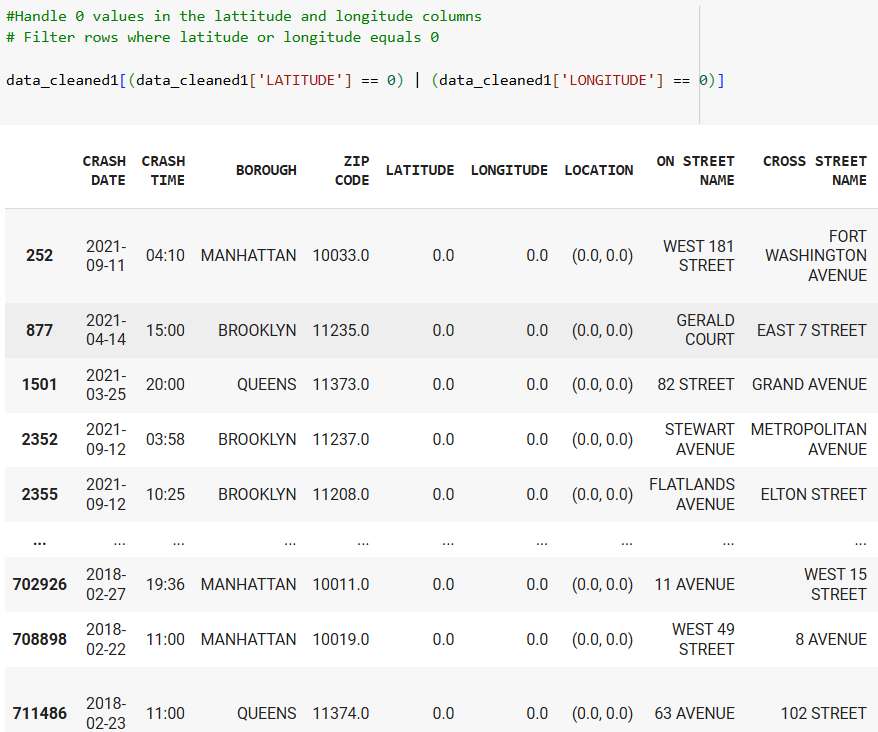 #Handle 0 values in the lattitude and longitude columns
# Filter rows where latitude or longitude equals 0
data_cleaned1[(data_cleaned1['LATITUDE'] == 0) | (data_cleaned1['LONGITUDE'] == 0)]
CRASH DATE CRASH TIME BOROUGH ZIP CODE LATITUDE LONGITUDE LOCATION ON STREET NAME CROSS STREET NAME
252 2021-09-11 04:10 MANHATTAN 10033.0 0.0 0.0 (0.0, 0.0) WEST 181 STREET FORT WASHINGTON AVENUE
877 2021-04-14 15:00 BROOKLYN 11235.0 0.0 0.0 (0.0, 0.0) GERALD COURT EAST 7 STREET
1501 2021-03-25 20:00 QUEENS 11373.0 0.0 0.0 (0.0, 0.0) 82 STREET GRAND AVENUE
2352 2021-09-12 03:58 BROOKLYN 11237.0 0.0 0.0 (0.0, 0.0) STEWART AVENUE METROPOLITAN AVENUE
2355 2021-09-12 10:25 BROOKLYN 11208.0 0.0 0.0 (0.0, 0.0) FLATLANDS AVENUE ELTON STREET
... ... ... ... ... ... ... ... ... ...
702926 2018-02-27 19:36 MANHATTAN 10011.0 0.0 0.0 (0.0, 0.0) 11 AVENUE WEST 15 STREET
708898 2018-02-22 11:00 MANHATTAN 10019.0 0.0 0.0 (0.0, 0.0) WEST 49 STREET 8 AVENUE
711486 2018-02-23 11:00 QUEENS 11374.0 0.0 0.0 (0.0, 0.0) 63 AVENUE 102 STREET